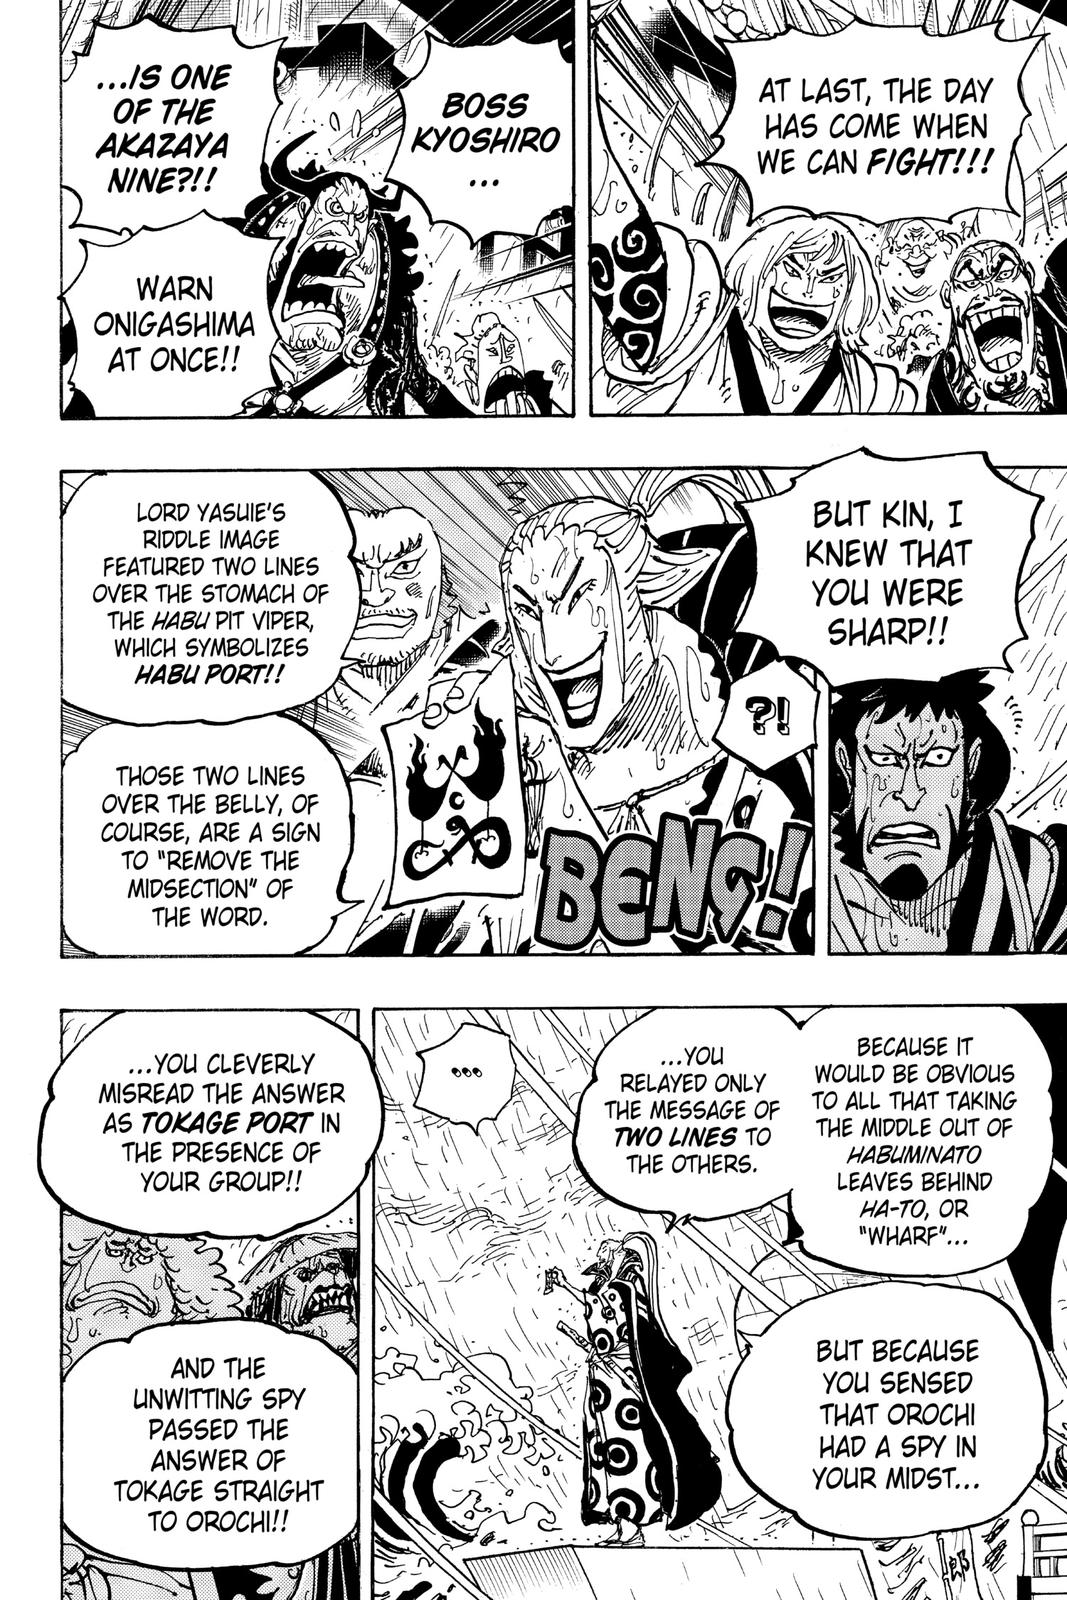 AT LAST, THE DAY
HAS COME WHEN
WE CAN FIGHT!!!
BOSS
KYOSHIRO
...
...IS ONE
OF THE
AKAZAYA
NINE?!!
WARN
ONIGASHIMA
AT ONCE!!
BUT KIN, I
KNEW THAT
YOU WERE
SHARP!!
?!
LORD YASUIE'S
RIDDLE IMAGE
FEATURED TWO LINES
OVER THE STOMACH OF
THE HABU PIT VIPER,
WHICH SYMBOLIZES
HABU PORT!!
THOSE TWO LINES
OVER THE BELLY, OF
COURSE, ARE A SIGN
TO "REMOVE THE
MIDSECTION" OF
THE WORD.
BENG!
BECAUSE IT
WOULD BE OBVIOUS
TO ALL THAT TAKING
THE MIDDLE OUT OF
HABUMINATO
LEAVES BEHIND
HA-TO, OR
"WHARF"...
...YOU
RELAYED ONLY
THE MESSAGE OF
TWO LINES TO
THE OTHERS.
...
BUT BECAUSE
YOU SENSED
THAT OROCHI
HAD A SPY IN
YOUR MIDST...
...YOU CLEVERLY
MISREAD THE ANSWER
AS TOKAGE PORT IN
THE PRESENCE OF
YOUR GROUP!!
AND THE
UNWITTING SPY
PASSED THE
ANSWER OF
TOKAGE STRAIGHT
TO OROCHI!!